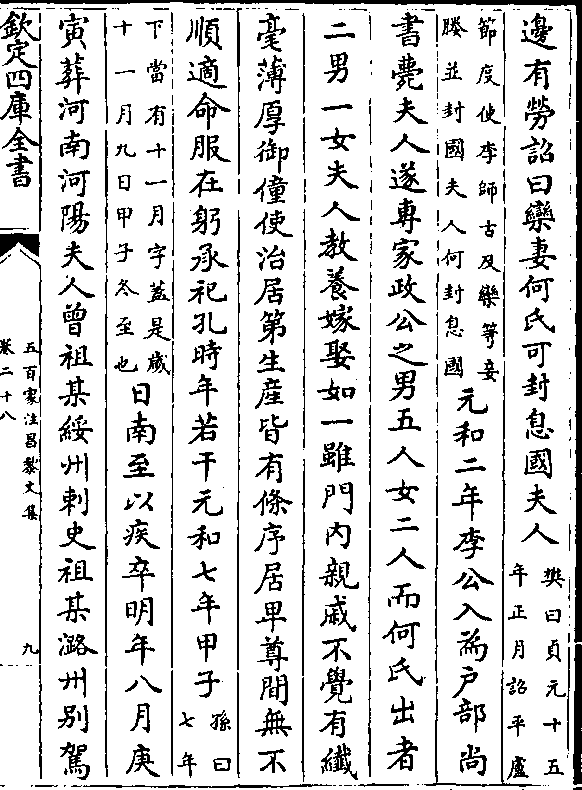 邊有勞詔曰欒妻何氏可封息國夫人樊曰貞元十五年正月詔平盧
節度使李師古及欒等妾媵並封國夫人何封息國元和二年李公入為户部尚
書薨夫人遂專家政公之男五人女二人而何氏出者
二男一女夫人教養嫁娶如一雖門內親戚不覺有纖
毫薄厚御僮使治居第生産皆有條序居卑尊間無不
順適命服在躬承祀孔時年若干元和七年甲子孫曰七年
下當有十一月字蓋是歲十一月九日甲子冬至也日南至以疾卒明年八月庚
寅葬河南河陽夫人曾祖某綏州刺史祖某潞州别駕
欽定四庫全書
五百家注昌黎文集
卷二十八
九